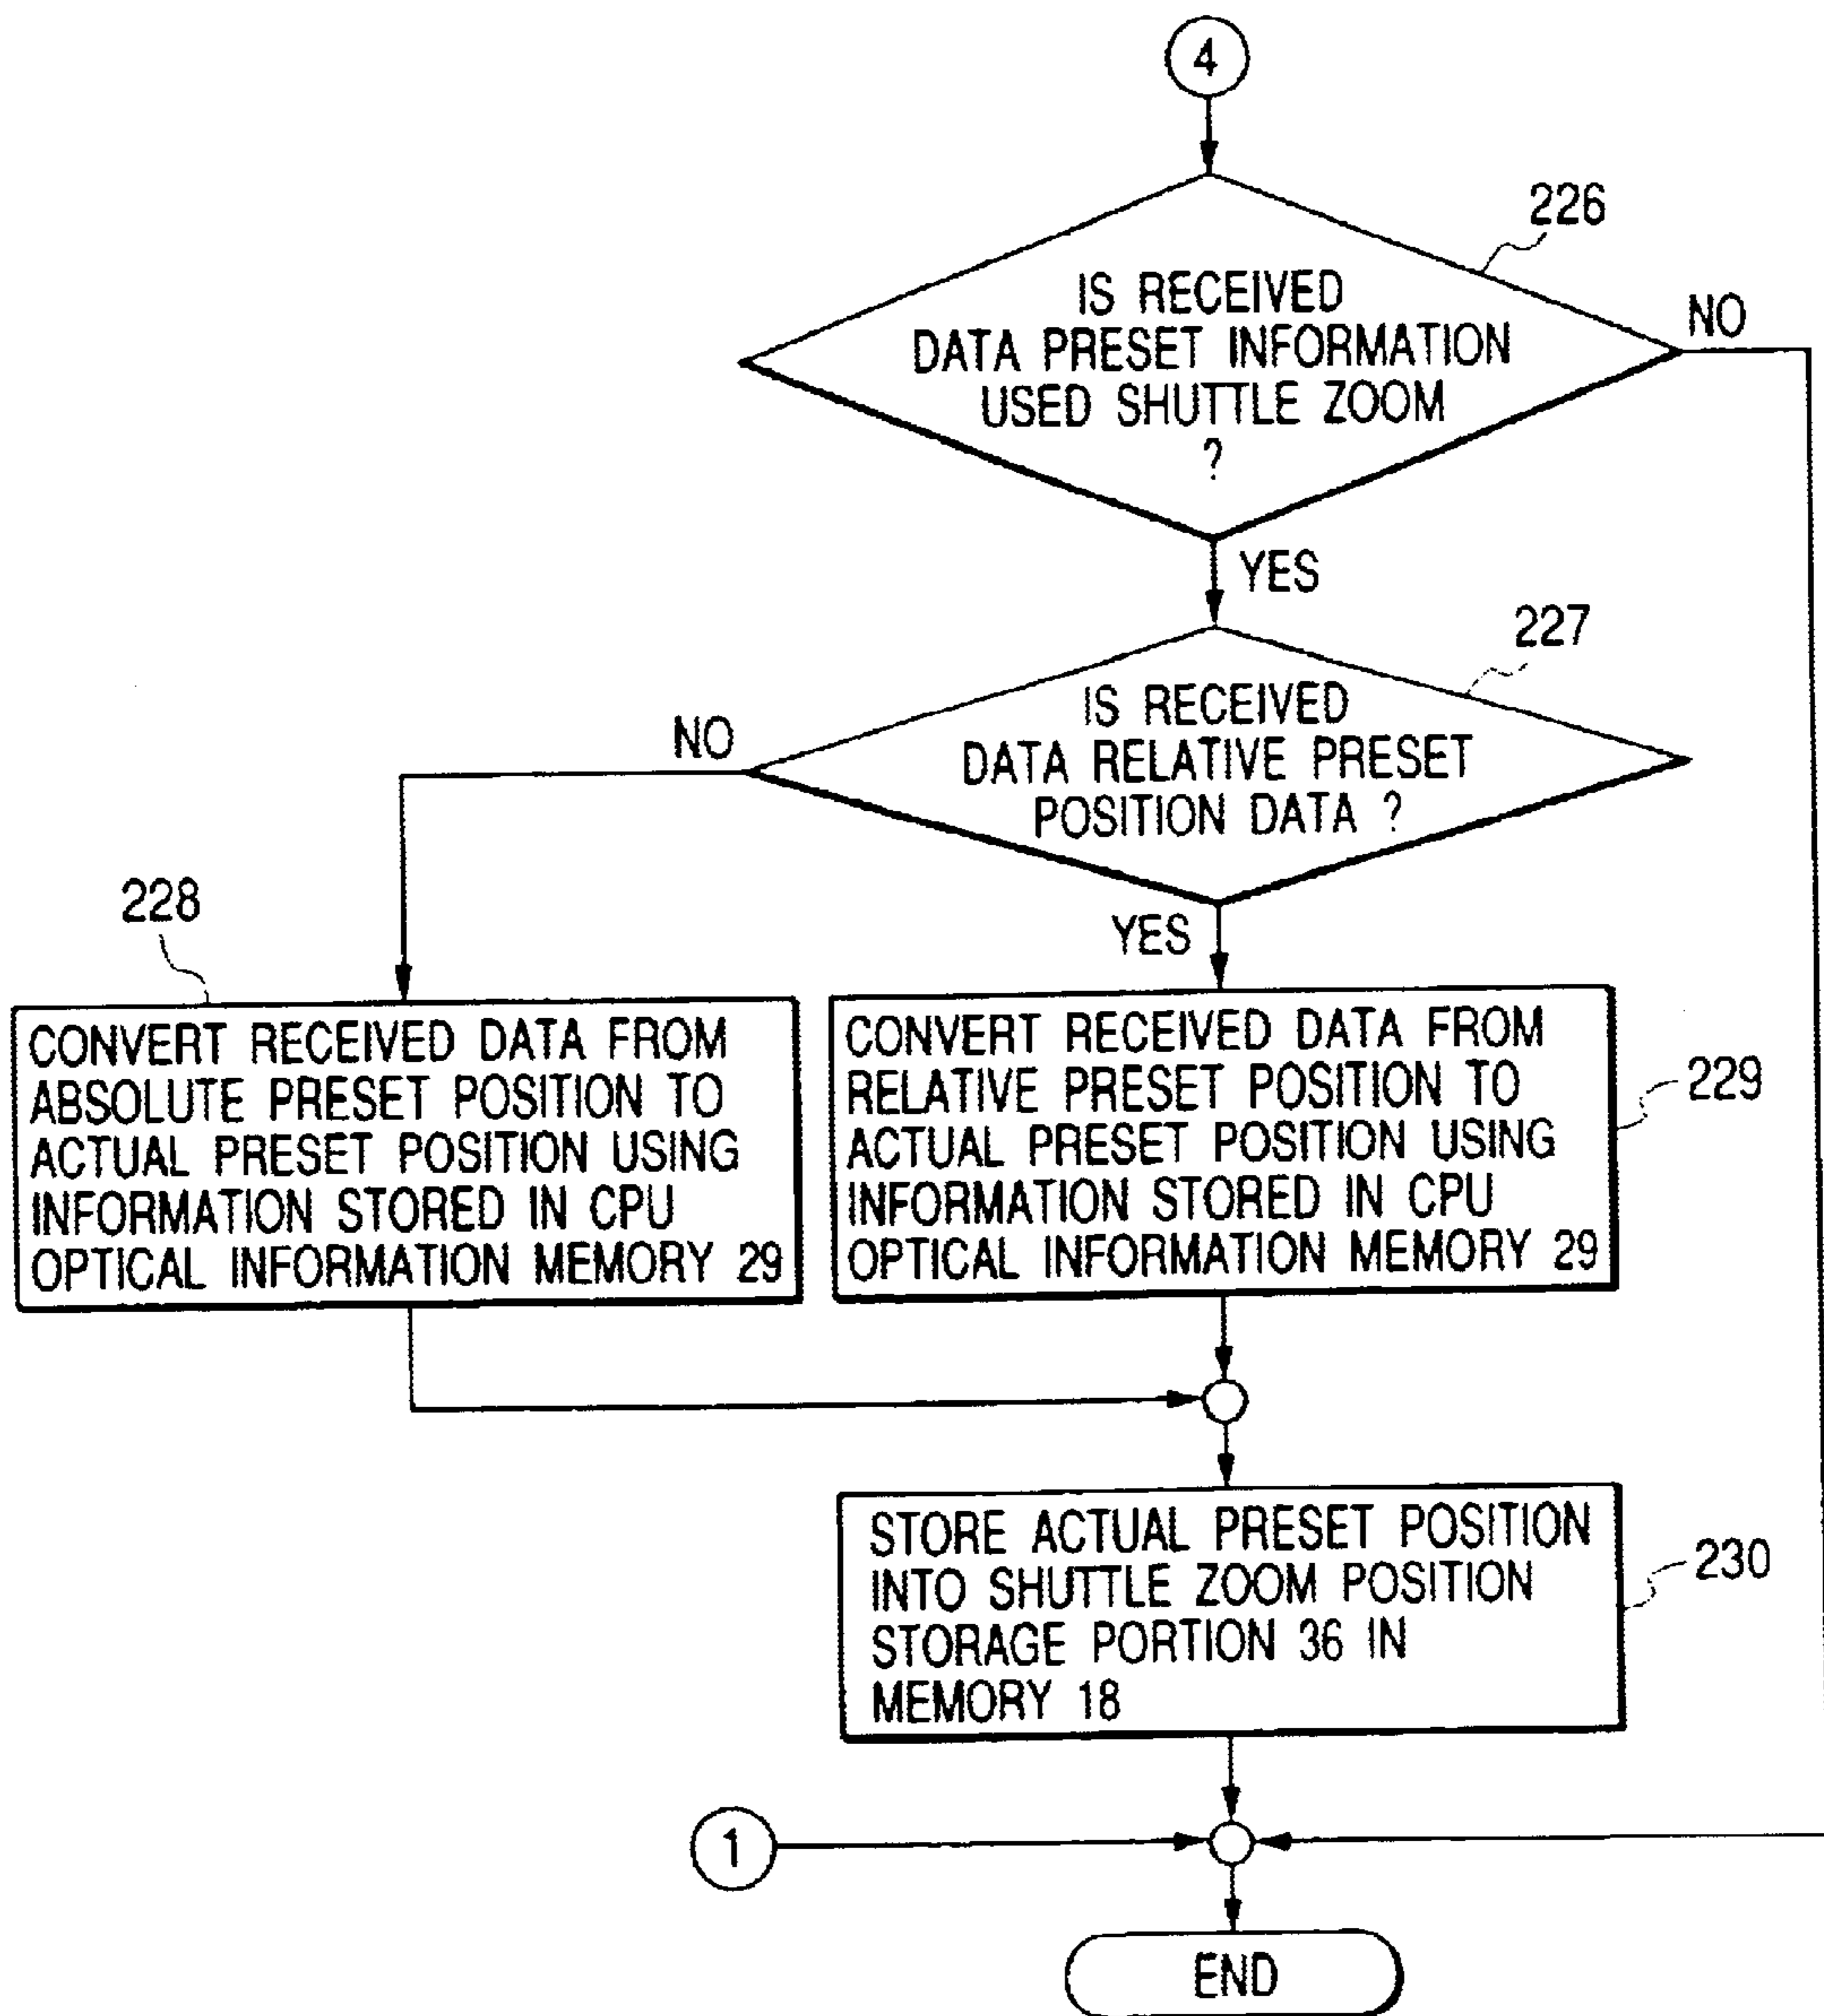 4
226
IS RECEIVED
DATA PRESET INFORMATION
USED SHUTTLE ZOOM
?
NO
YES
227
IS RECEIVED
DATA RELATIVE PRESET
POSITION DATA ?
NO
YES
228
CONVERT RECEIVED DATA FROM
ABSOLUTE PRESET POSITION TO
ACTUAL PRESET POSITION USING
INFORMATION STORED IN CPU
OPTICAL INFORMATION MEMORY 29
CONVERT RECEIVED DATA FROM
RELATIVE PRESET POSITION TO
ACTUAL PRESET POSITION USING
INFORMATION STORED IN CPU
OPTICAL INFORMATION MEMORY 29
229
STORE ACTUAL PRESET POSITION
INTO SHUTTLE ZOOM POSITION
STORAGE PORTION 36 IN
MEMORY 18
230
1
END